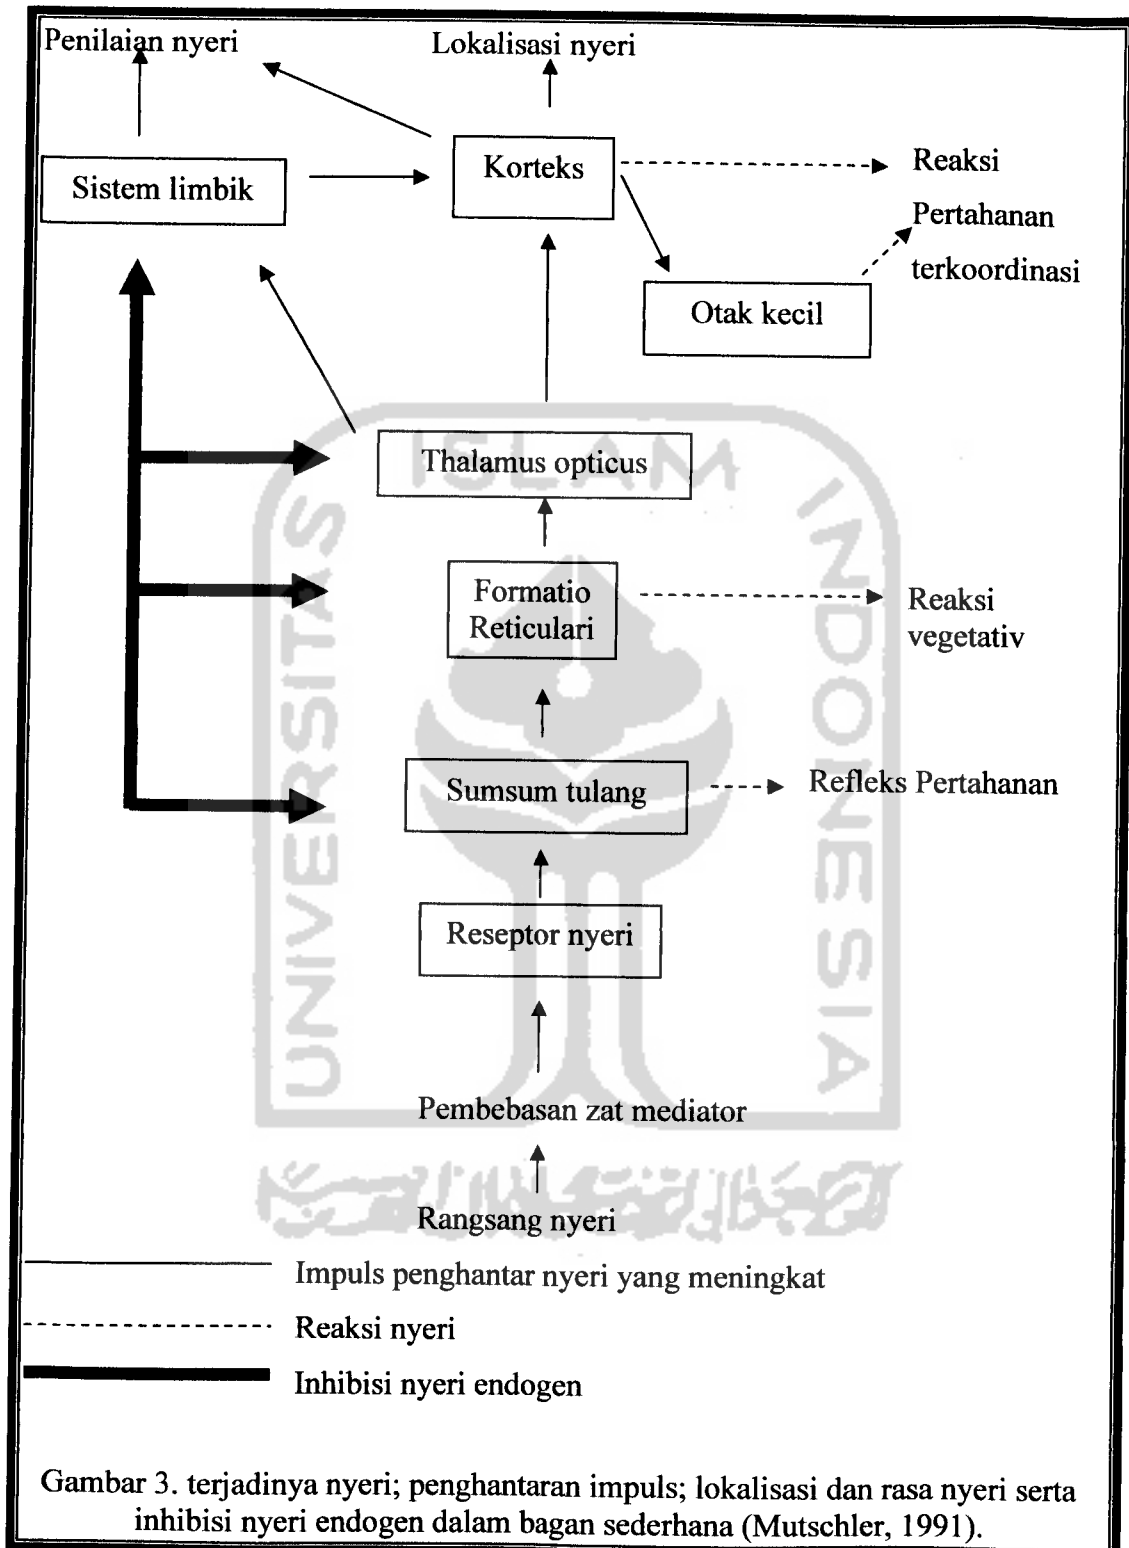 Penilaian nyeri
Lokalisasi nyeri
Sistem limbik
Korteks
Reaksi
Pertahanan
terkoordinasi
Otak kecil
Thalamus opticus
Formatio
Reticulari
Reaksi
vegetativ
Sumsum tulang
Refleks Pertahanan
Reseptor nyeri
Pembebasan zat mediator
Rangsang nyeri
Impuls penghantar nyeri yang meningkat
Reaksi nyeri
Inhibisi nyeri endogen
Gambar 3. terjadinya nyeri; penghantaran impuls; lokalisasi dan rasa nyeri serta
inhibisi nyeri endogen dalam bagan sederhana (Mutschler, 1991).
UNIVERSITAS
ISLAM
INDONESIA